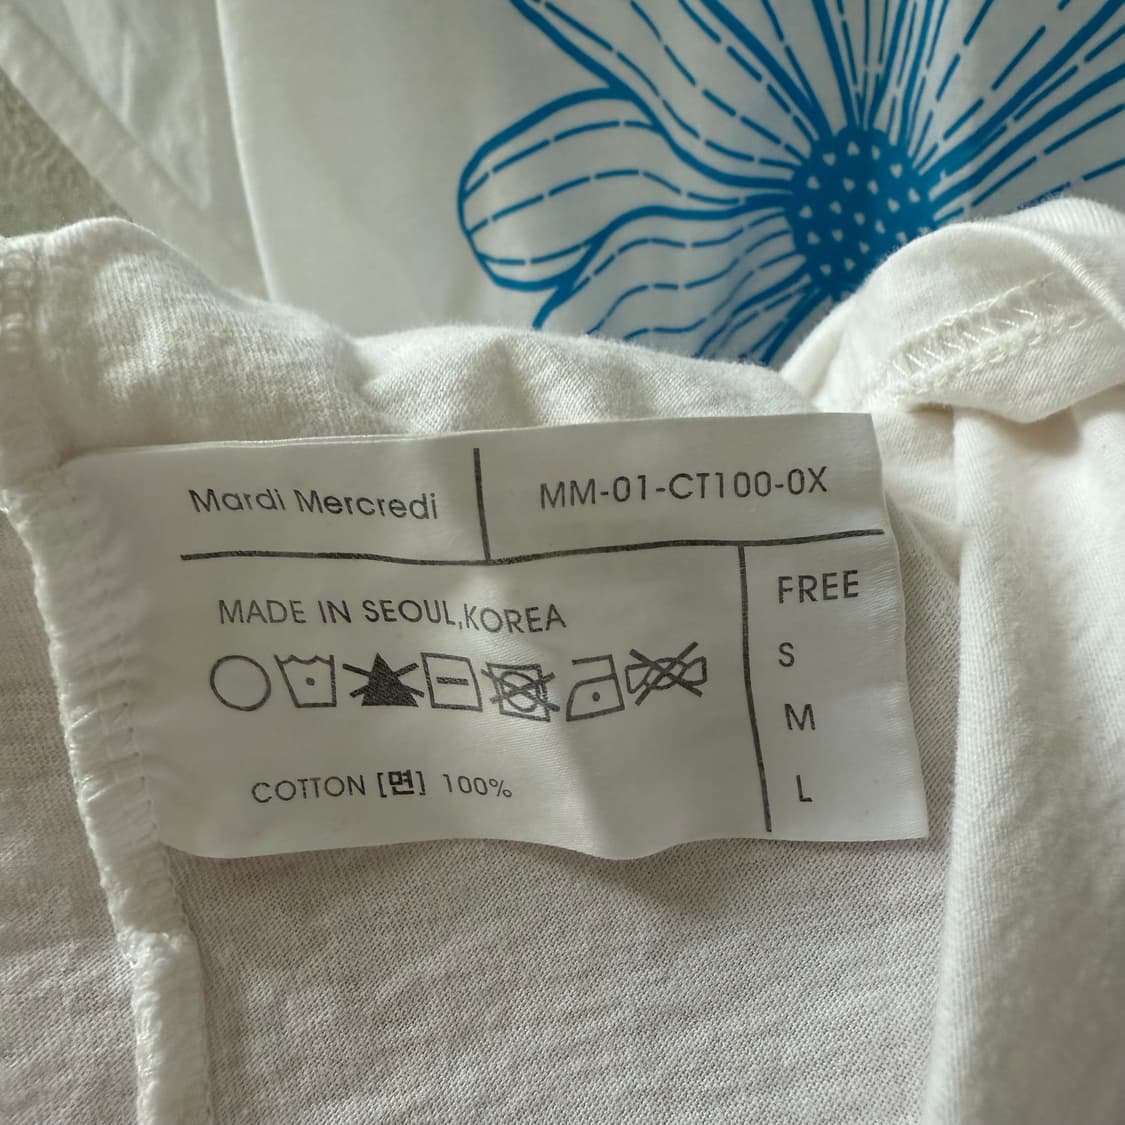 Mardi Mercredi
MM-01-CT100-0X
MADE IN SEOUL,KOREA
COTTON [면] 100%
FREE
S
M
L